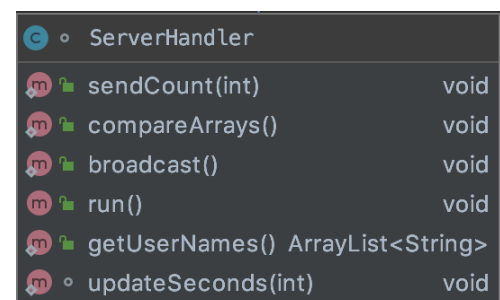 ServerHandler
sendCount(int) void
compareArrays() void
broadcast() void
run() void
getUserNames() ArrayList<String>
updateSeconds(int) void